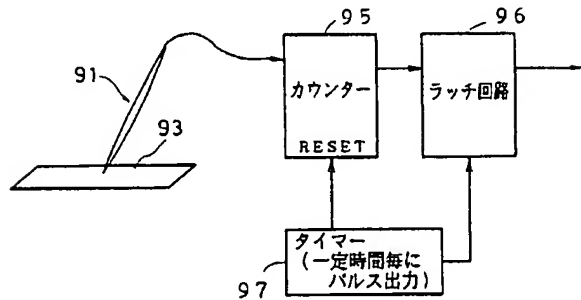 95
96
91
カウンター
ラッチ回路
93
RESET
タイマー
(一定時間毎に
パルス出力)
97